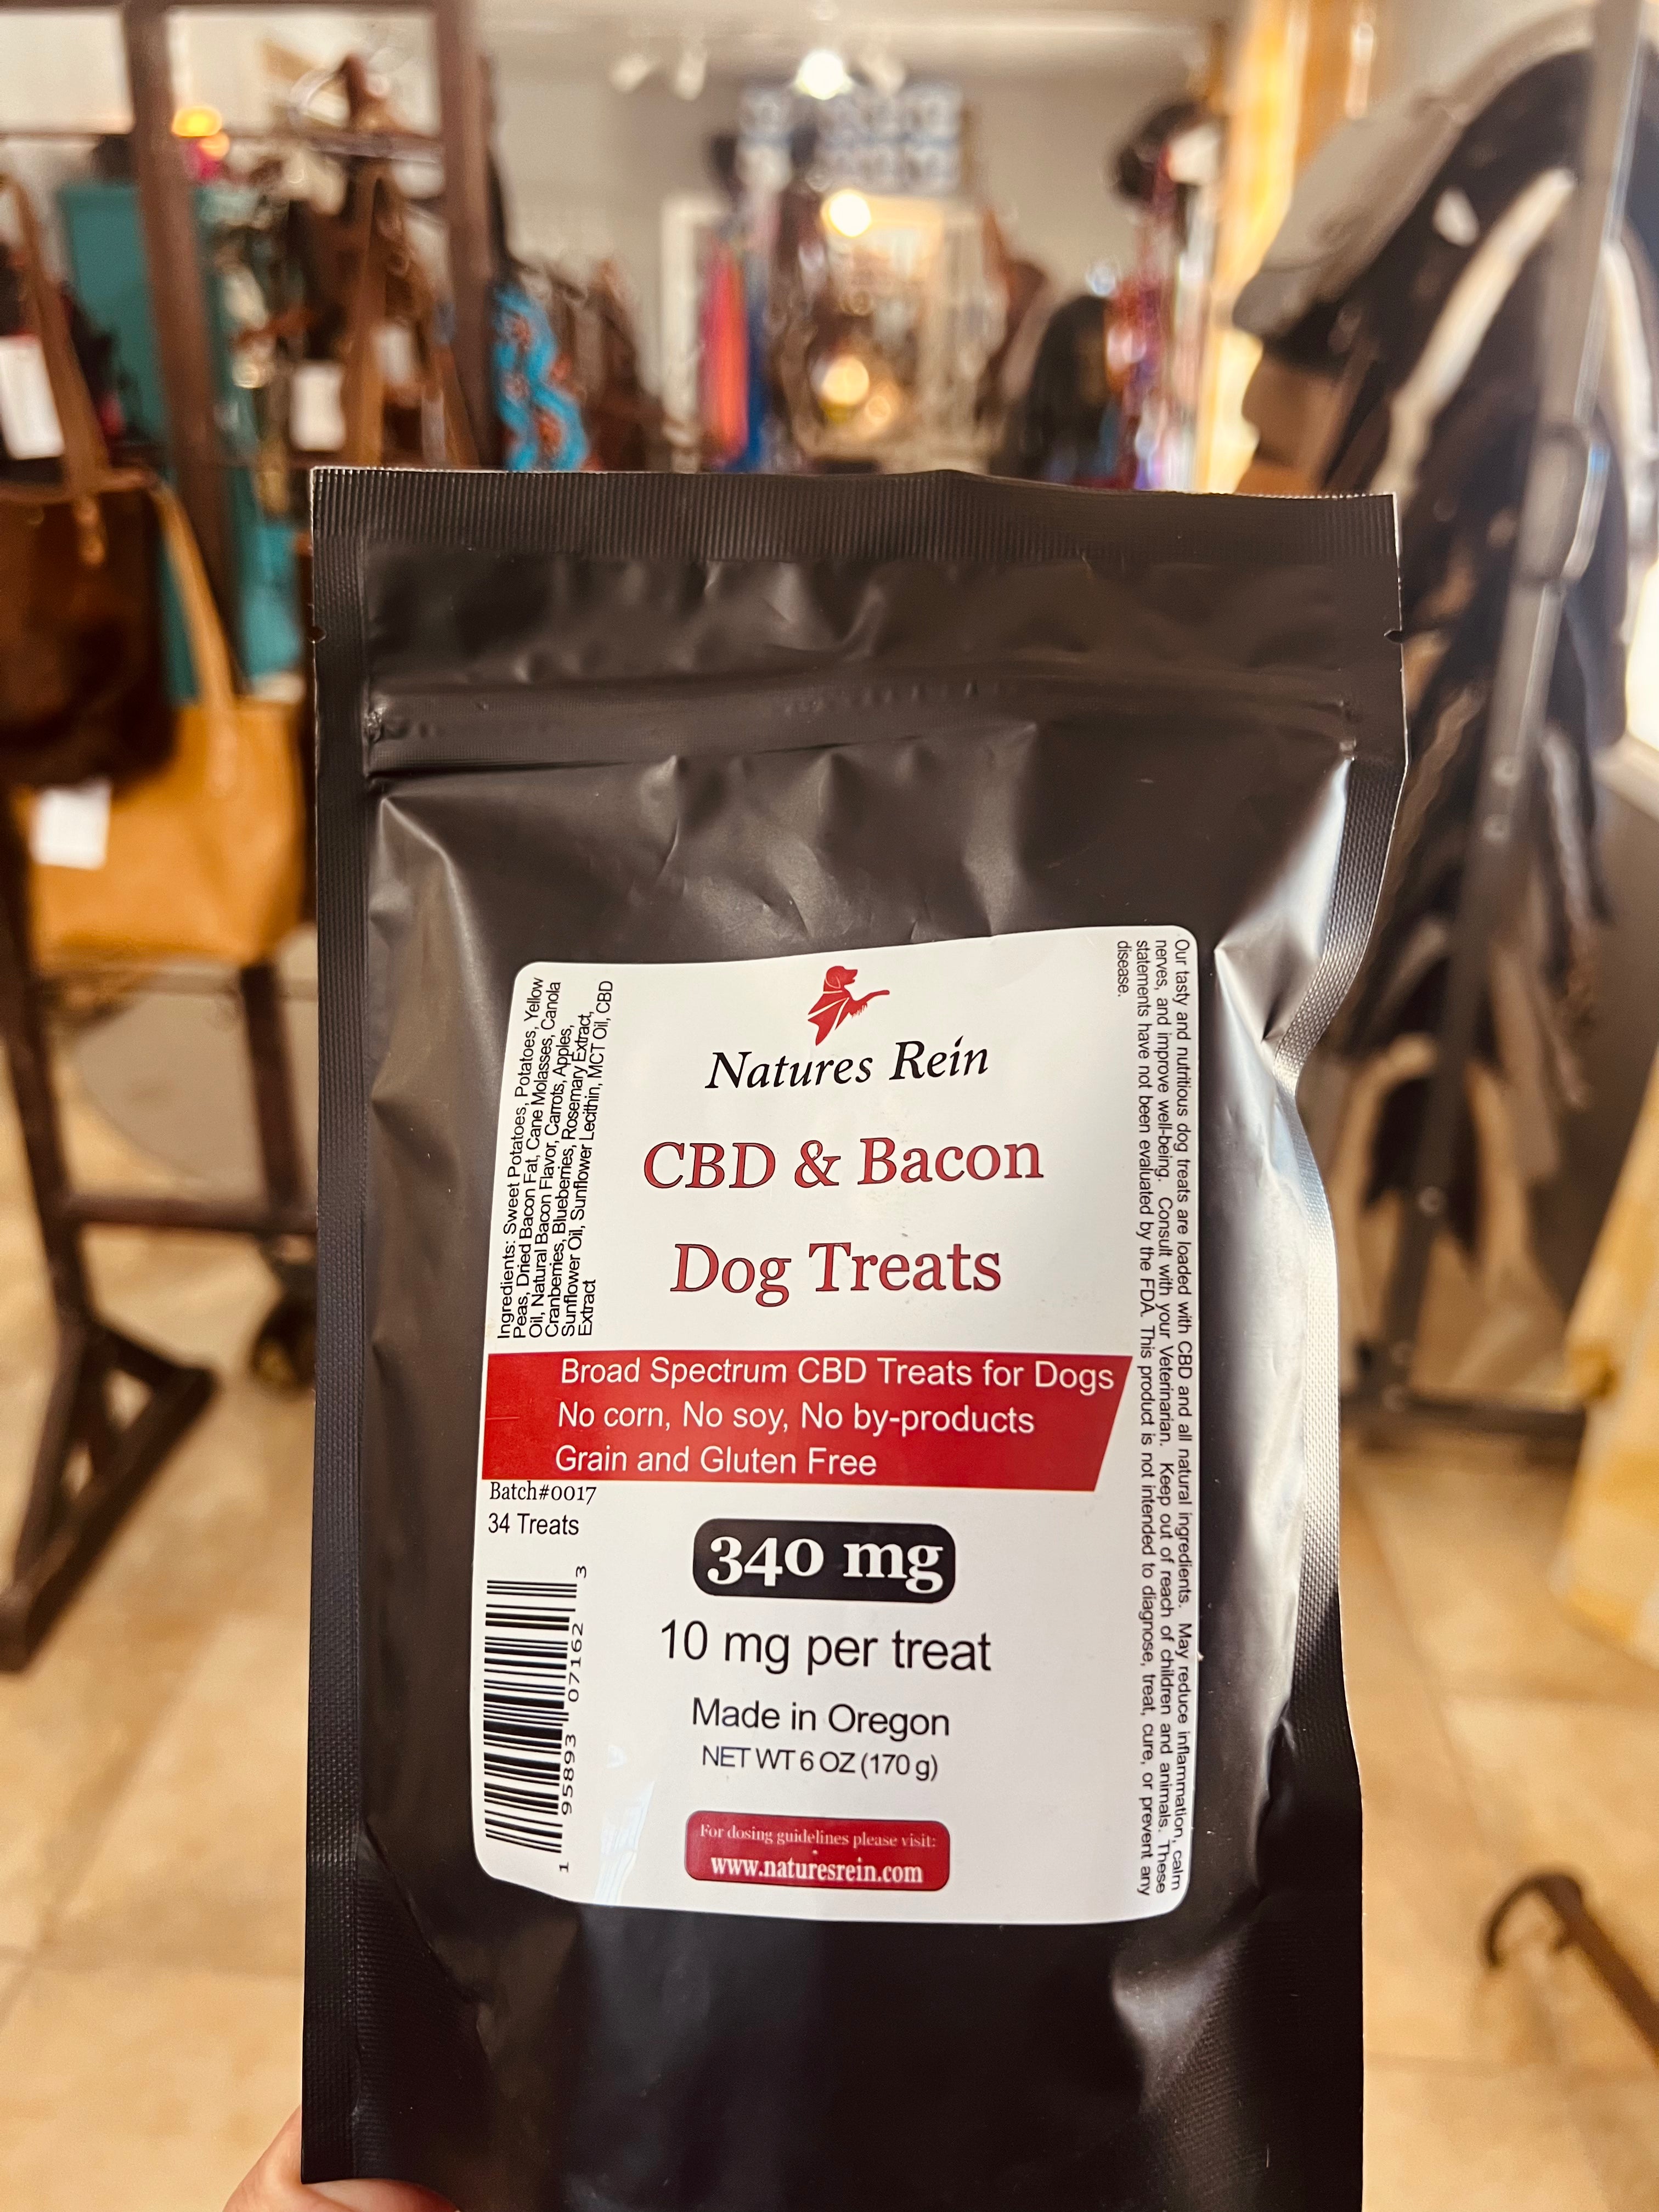 Natures Rein
CBD & Bacon
Dog Treats
Ingredients: Sweet Potatoes, Potatoes, Yellow
Peas, Dried Bacon Fat, Cane Molasses, Canola
Oil, Natural Bacon Flavor, Carrots, Apples,
Cranberries, Blueberries, Rosemary Extract,
Sunflower Oil, Sunflower Lecithin, MCT Oil, CBD
Extract
Broad Spectrum CBD Treats for Dogs
No corn, No soy, No by-products
Grain and Gluten Free
Batch#0017
34 Treats
1 95893 07162 3
340 mg
10 mg per treat
Made in Oregon
NET WT 6 OZ (170 g)
For dosing guidelines please visit:
www.naturesrein.com
Our tasty and nutritious dog treats are loaded with CBD and all natural ingredients. May reduce inflammation, calm
nerves, and improve well-being. Consult with your Veterinarian. Keep out of reach of children and animals. These
statements have not been evaluated by the FDA. This product is not intended to diagnose, treat, cure, or prevent any
disease.